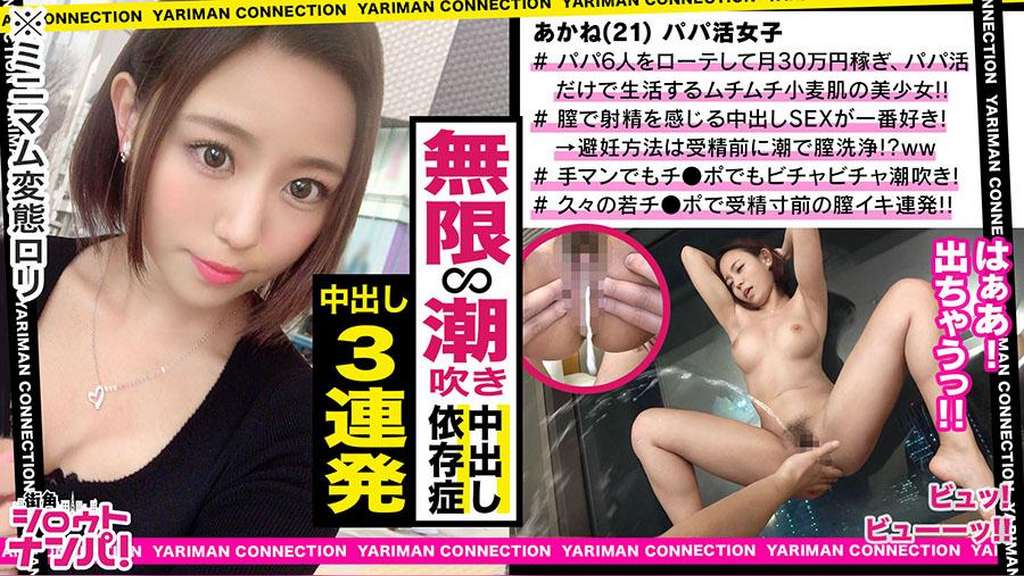 YARIMAN CONNECTION YARIMAN CONNECTION YARIMAN CONNECTION YARIMAN CONNECTION
※ミニマム変態ロリ
YARIMAN CONNECTION
無限∞潮吹き
中出し依存症
中出し3連発
あかね(21) パパ活女子
# パパ6人をローテして月30万円稼ぎ、パパ活
だけで生活するムチムチ小麦肌の美少女!!
# 膣で射精を感じる中出しSEXが一番好き!
→避妊方法は受精前に潮で膣洗浄!?ww
# 手マンでもチ●ポでもビチャビチャ潮吹き!
# 久々の若チ●ポで受精寸前の膣イキ連発!!
はぁあ!
出ちゃうっ!!
ビュッ!
ビューーッ!!
YARIMAN CONNECTION
YARIMAN CONNECTION
街角
シロウト
ナンパ!
YARIMAN CONNECTION YARIMAN CONNECTION YARIMAN CONNECTION YARIMAN CONNECTION